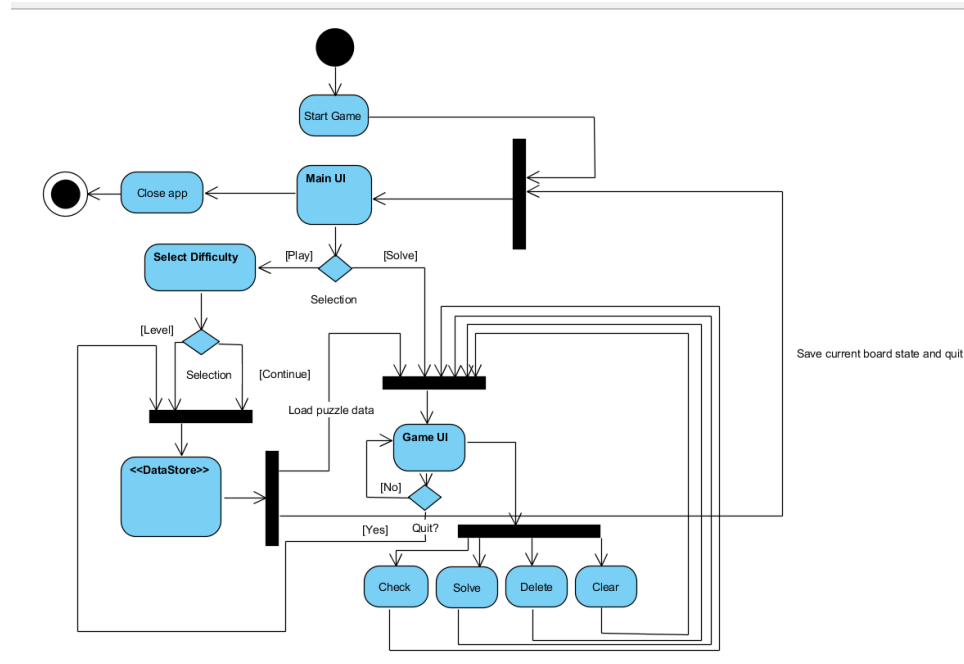 Start Game
Main UI
Close app
Select Difficulty
[Play]
[Solve]
Selection
[Level]
Selection
[Continue]
Save current board state and quit
Load puzzle data
Game UI
<<DataStore>>
[No]
[Yes]
Quit?
Check
Solve
Delete
Clear